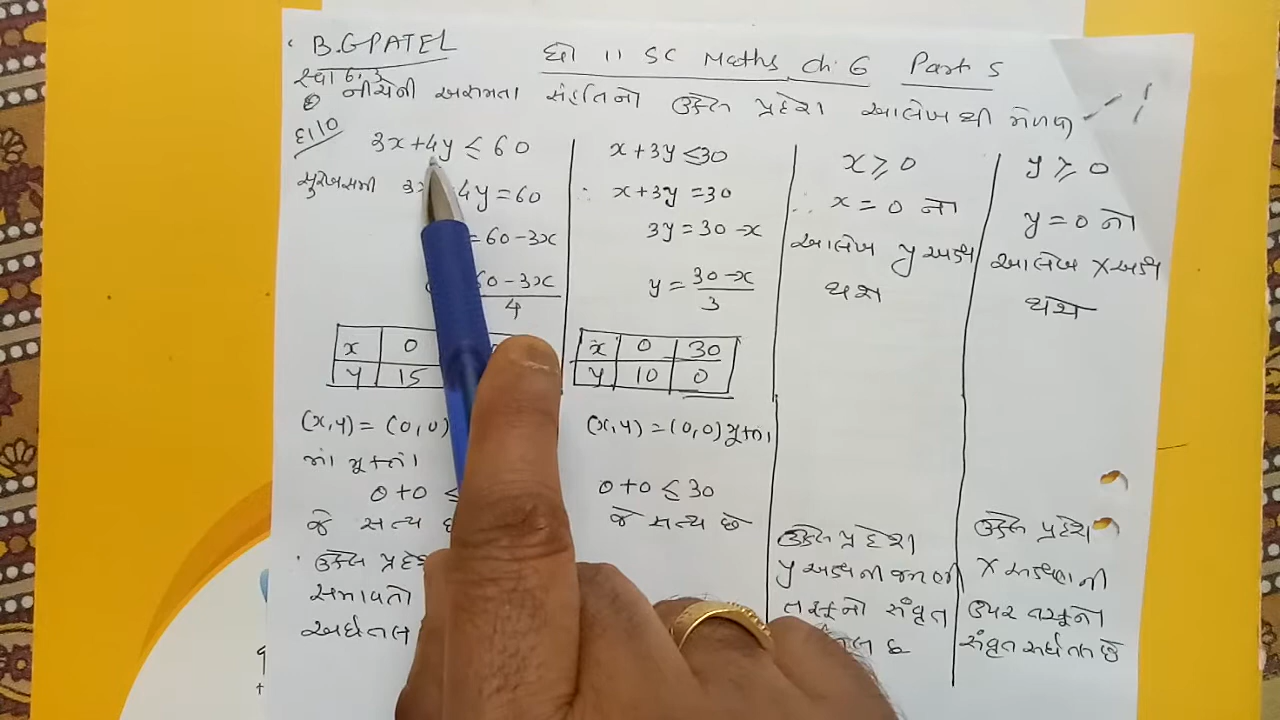 B.G PATEL ધો 11 SC Maths Ch. 6 Part 5
સ્વા 6.3
નીચેની અસમતા સંહતિનો ઉકેલ પ્રદેશ આલેખથી મેળવો
દા10
3x+4y ≤ 60
સુરેખ સમી 4y = 60
= 60-3x
60-3x
4
x 0
y 15
(x,y) = (0,0)
માં મૂકતાં
0+0 ≤
જે સત્ય છે
ઉકેલ પ્રદેશ
સમાવતો
અર્ધતલ
x+3y ≤ 30
∴ x+3y = 30
3y = 30-x
y = 30-x
3
x 0 30
y 10 0
(x,y) = (0,0) મૂકતાં
0+0 ≤ 30
જે સત્ય છે
x ≥ 0
∴ x = 0 નો
આલેખ y અક્ષ
થશે
ઉકેલ પ્રદેશ
y અક્ષની જમણી
તરફનો સંવૃત
છે
y ≥ 0
y = 0 નો
આલેખ x અક્ષ
થશે
ઉકેલ પ્રદેશ
x અક્ષની
ઉપર તરફનો
સંવૃત અર્ધતલ છે